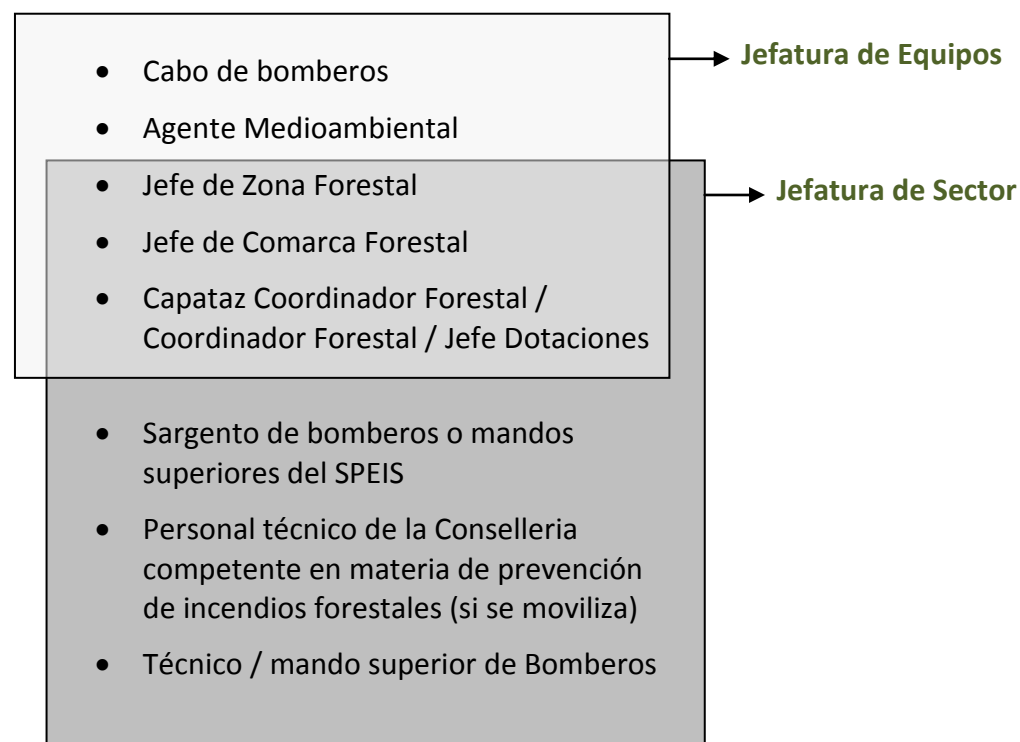 Jefatura de Equipos
• Cabo de bomberos
• Agente Medioambiental
• Jefe de Zona Forestal
Jefatura de Sector
• Jefe de Comarca Forestal
• Capataz Coordinador Forestal /
Coordinador Forestal / Jefe Dotaciones
• Sargento de bomberos o mandos
superiores del SPEIS
• Personal técnico de la Conselleria
competente en materia de prevención
de incendios forestales (si se moviliza)
• Técnico / mando superior de Bomberos